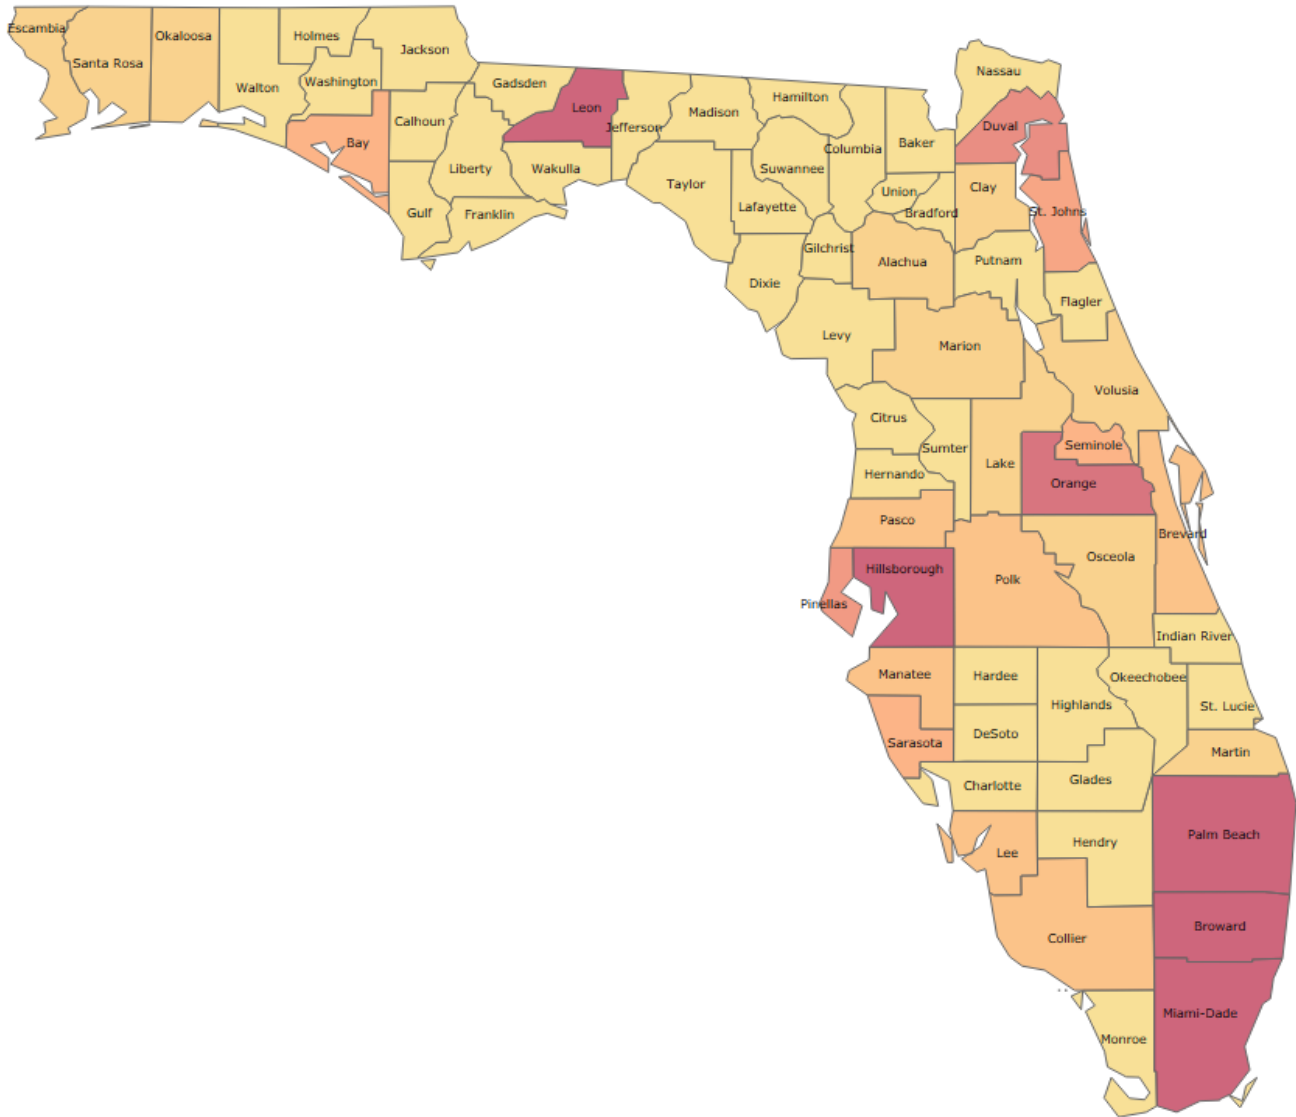 Escambia
Santa Rosa
Okaloosa
Walton
Holmes
Washington
Jackson
Bay
Calhoun
Gulf
Liberty
Franklin
Gadsden
Leon
Wakulla
Jefferson
Madison
Taylor
Hamilton
Suwannee
Lafayette
Dixie
Columbia
Gilchrist
Levy
Baker
Union
Bradford
Alachua
Nassau
Duval
Clay
St. Johns
Putnam
Flagler
Marion
Volusia
Citrus
Sumter
Hernando
Lake
Seminole
Orange
Pasco
Brevard
Hillsborough
Pinellas
Polk
Osceola
Indian River
Manatee
Hardee
Highlands
Okeechobee
St. Lucie
Sarasota
DeSoto
Martin
Charlotte
Glades
Lee
Hendry
Palm Beach
Collier
Broward
Monroe
Miami-Dade